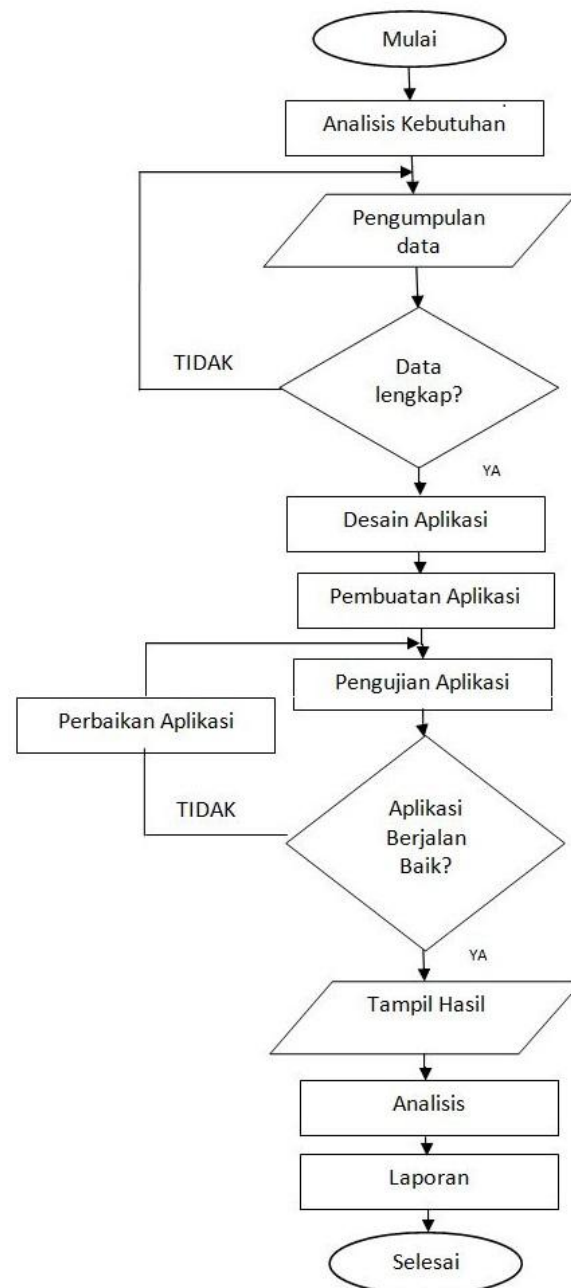 Mulai
Analisis Kebutuhan
Pengumpulan
data
Data
lengkap?
TIDAK
YA
Desain Aplikasi
Pembuatan Aplikasi
Pengujian Aplikasi
Perbaikan Aplikasi
Aplikasi
Berjalan
Baik?
TIDAK
YA
Tampil Hasil
Analisis
Laporan
Selesai